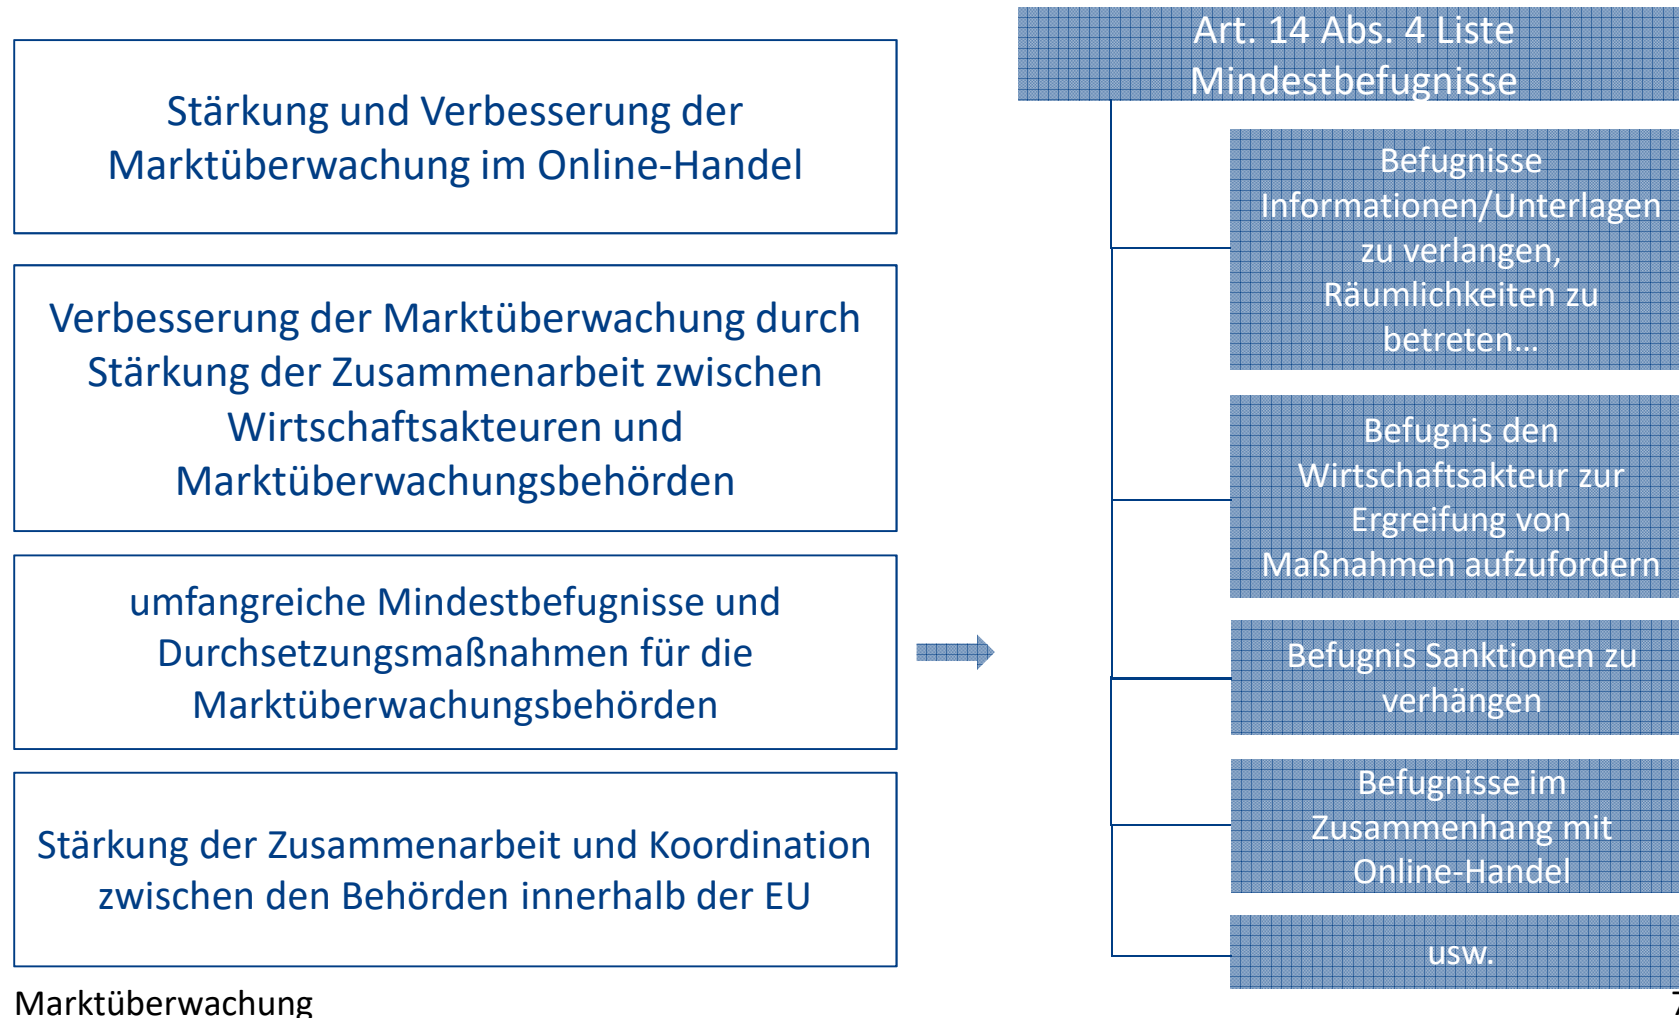 Stärkung und Verbesserung der
Marktüberwachung im Online-Handel
Verbesserung der Marktüberwachung durch
Stärkung der Zusammenarbeit zwischen
Wirtschaftsakteuren und
Marktüberwachungsbehörden
umfangreiche Mindestbefugnisse und
Durchsetzungsmaßnahmen für die
Marktüberwachungsbehörden
Stärkung der Zusammenarbeit und Koordination
zwischen den Behörden innerhalb der EU
Art. 14 Abs. 4 Liste
Mindestbefugnisse
Befugnisse
Informationen/Unterlagen
zu verlangen,
Räumlichkeiten zu
betreten...
Befugnis den
Wirtschaftsakteur zur
Ergreifung von
Maßnahmen aufzufordern
Befugnis Sanktionen zu
verhängen
Befugnisse im
Zusammenhang mit
Online-Handel
usw.
Marktüberwachung
7